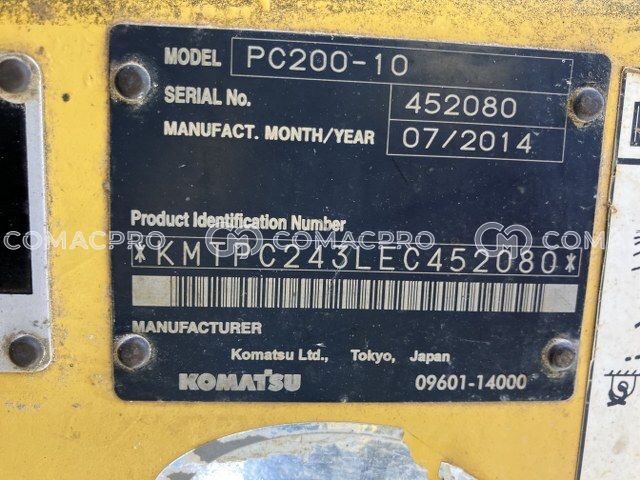 MODEL PC200-10
SERIAL No. 452080
MANUFACT. MONTH/YEAR 07/2014
Product Identification Number
COMACPRO COMACPRO COMACPRO
*KMTPC243LEC452080*
MANUFACTURER
Komatsu Ltd., Tokyo, Japan
KOMATSU 09601-14000